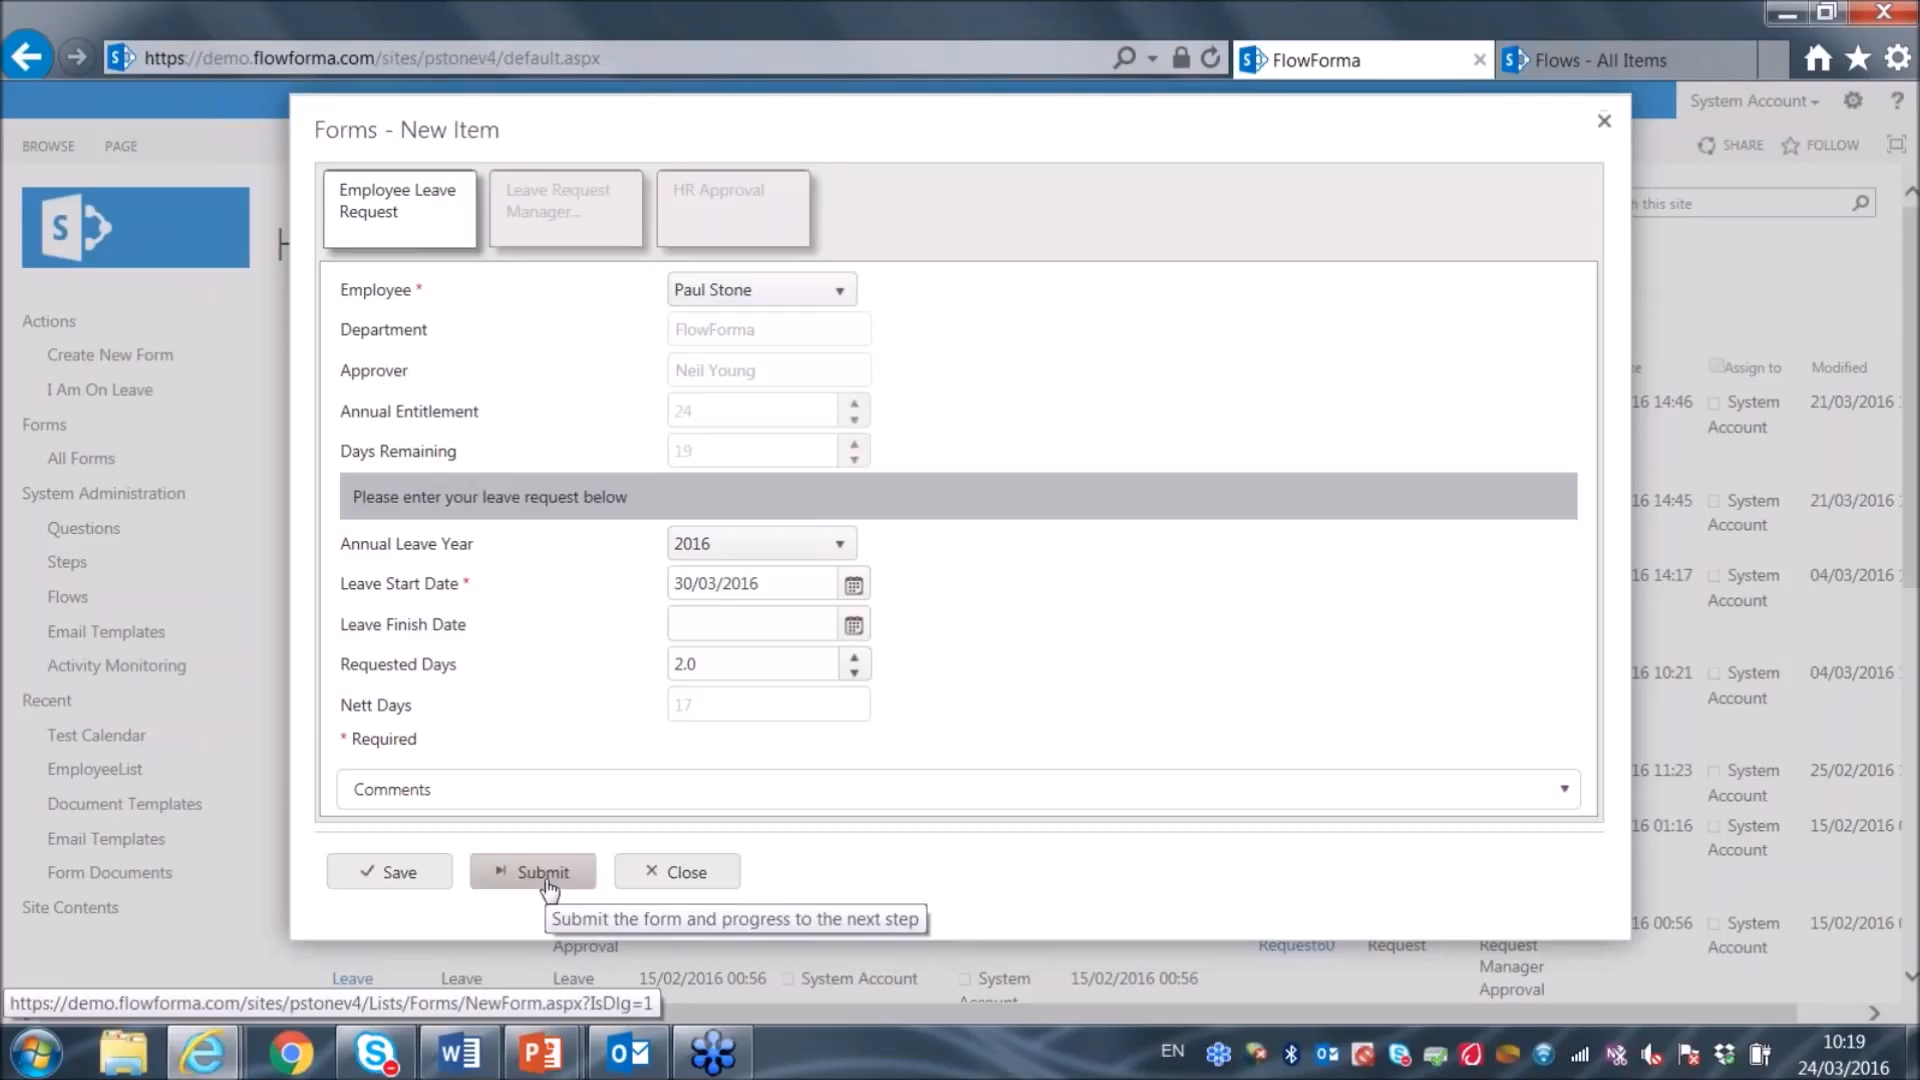 https://demo.flowforma.com/sites/pstonev4/default.aspx
FlowForma
Flows - All Items
System Account
BROWSE
PAGE
SHARE
FOLLOW
Forms - New Item
Employee Leave
Request
Leave Request
Manager...
HR Approval
this site
Actions
Create New Form
I Am On Leave
Forms
All Forms
System Administration
Questions
Steps
Flows
Email Templates
Activity Monitoring
Recent
Test Calendar
EmployeeList
Document Templates
Email Templates
Form Documents
Site Contents
Employee *
Paul Stone
Department
FlowForma
Approver
Neil Young
Annual Entitlement
24
Days Remaining
19
Please enter your leave request below
Annual Leave Year
2016
Leave Start Date *
30/03/2016
Leave Finish Date
Requested Days
2.0
Nett Days
17
* Required
Comments
Save
Submit
Close
Submit the form and progress to the next step
Assign to
Modified
16 14:46
System
Account
21/03/2016
16 14:45
System
Account
21/03/2016
16 14:17
System
Account
04/03/2016
16 10:21
System
Account
04/03/2016
16 11:23
System
Account
25/02/2016
16 01:16
System
Account
15/02/2016
16 00:56
System
Account
15/02/2016
Approval
Request60
Request
Request
Manager
Approval
Leave
Leave
Leave
15/02/2016 00:56
System Account
System
Account
15/02/2016 00:56
https://demo.flowforma.com/sites/pstonev4/Lists/Forms/NewForm.aspx?IsDlg=1
EN
10:19
24/03/2016